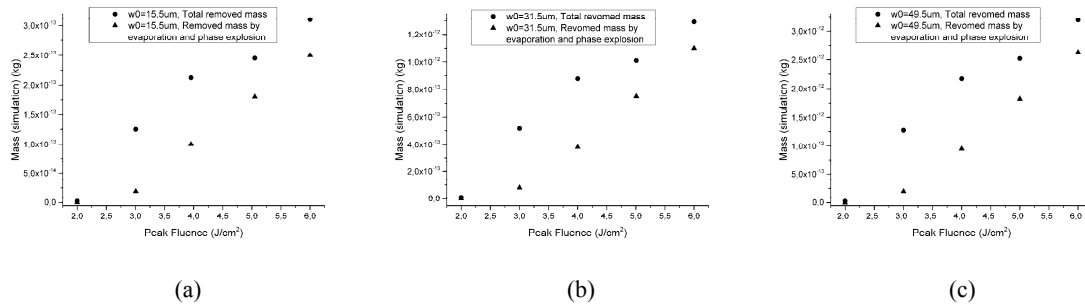 w0=15.5um, Total removed mass
w0=15.5um, Removed mass by
evaporation and phase explosion
3,0x10-13
2,5x10-13
2,0x10-13
1,5x10-13
1,0x10-13
5,0x10-14
0,0
Mass (simulation) (kg)
2,0 2,5 3,0 3,5 4,0 4,5 5,0 5,5 6,0
Peak Fluence (J/cm2)
(a)
w0=31.5um, Total revomed mass
w0=31.5um, Revomed mass by
evaporation and phase explosion
1,2x10-12
1,0x10-12
8,0x10-13
6,0x10-13
4,0x10-13
2,0x10-13
0,0
Mass (simulation) (kg)
2,0 2,5 3,0 3,5 4,0 4,5 5,0 5,5 6,0
Peak Fluence (J/cm2)
(b)
w0=49.5um, Total revomed mass
w0=49.5um, Revomed mass by
evaporation and phase explosion
3,0x10-12
2,5x10-12
2,0x10-12
1,5x10-12
1,0x10-12
5,0x10-13
0,0
Mass (simulation) (kg)
2,0 2,5 3,0 3,5 4,0 4,5 5,0 5,5 6,0
Peak Fluence (J/cm2)
(c)